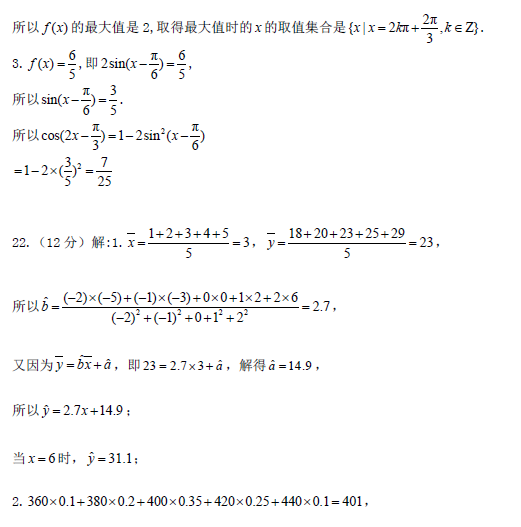 所以 f(x) 的最大值是 2,取得最大值时的 x 的取值集合是{x | x = 2kπ + 2π/3, k∈Z}.
3. f(x) = 6/5,即 2sin(x − π/6) = 6/5,
所以 sin(x − π/6) = 3/5.
所以 cos(2x − π/3) = 1 − 2sin²(x − π/6)
= 1 − 2×(3/5)² = 7/25
22.（12 分）解:1. x̄ = (1+2+3+4+5)/5 = 3，ȳ = (18+20+23+25+29)/5 = 23，
所以 b̂ = ((−2)×(−5)+(−1)×(−3)+0×0+1×2+2×6)/((−2)²+(−1)²+0+1²+2²) = 2.7，
又因为 ȳ = b̂x̄ + â，即 23 = 2.7×3 + â，解得 â = 14.9，
所以 ŷ = 2.7x + 14.9；
当 x = 6 时，ŷ = 31.1；
2. 360×0.1+380×0.2+400×0.35+420×0.25+440×0.1 = 401，